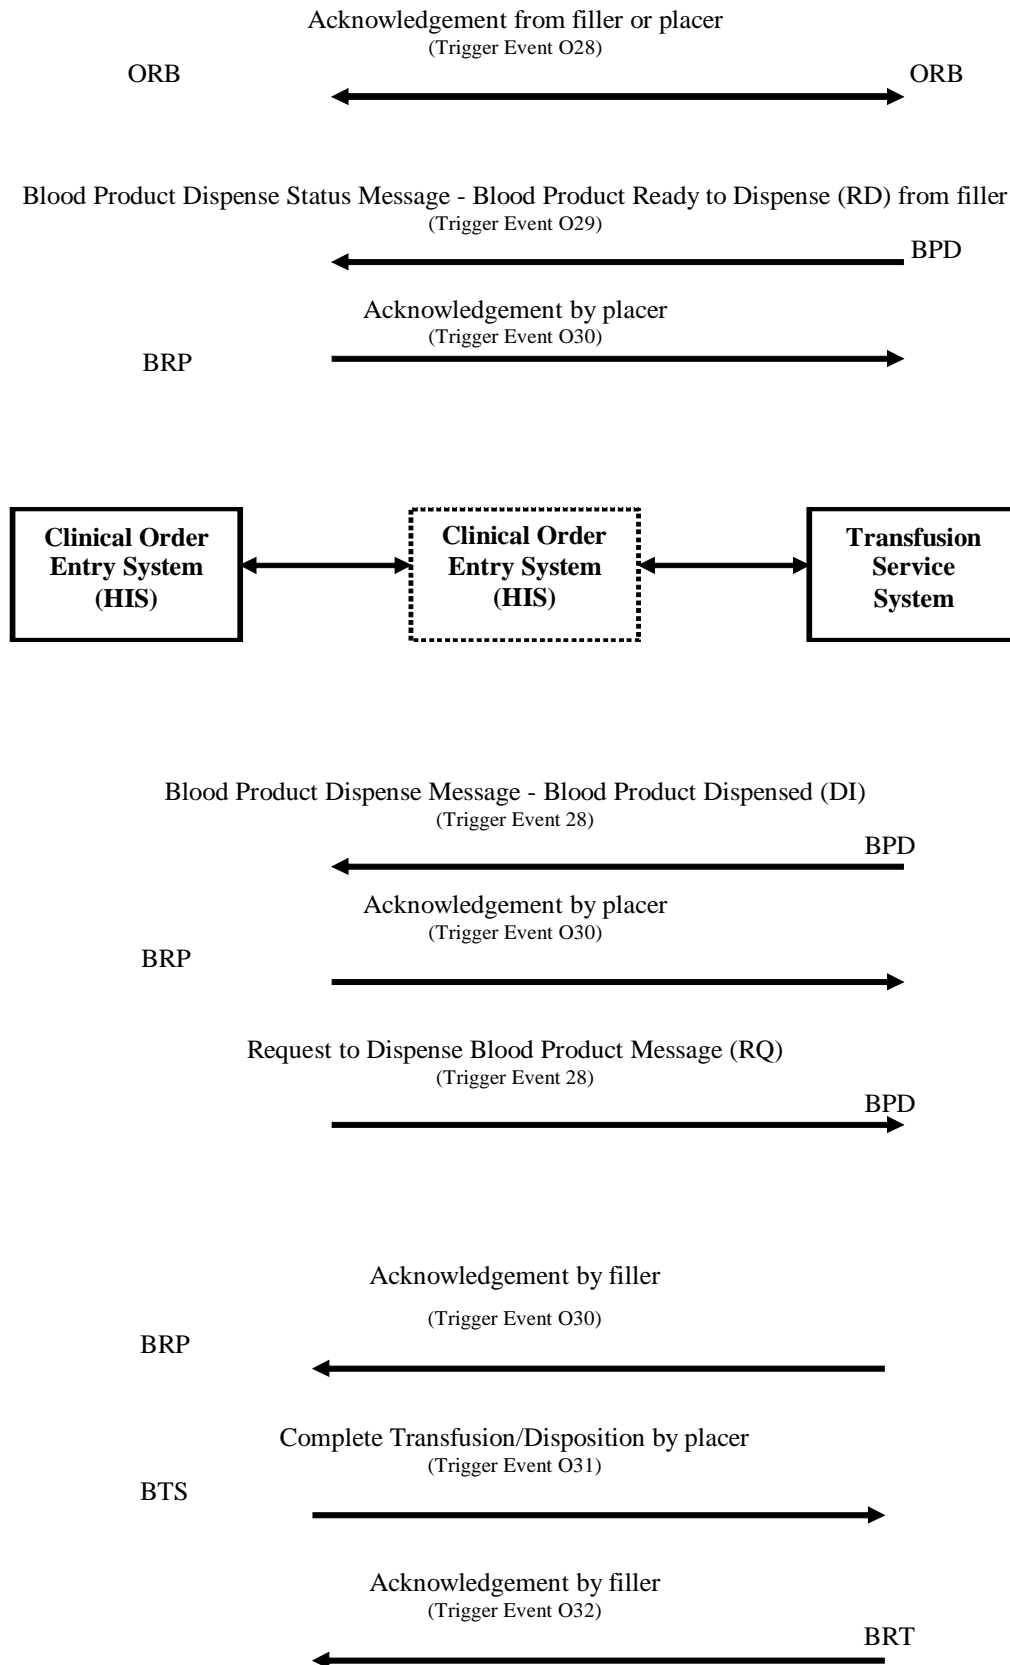 Acknowledgement from filler or placer
(Trigger Event O28)
ORB
ORB
Blood Product Dispense Status Message - Blood Product Ready to Dispense (RD) from filler
(Trigger Event O29)
BPD
Acknowledgement by placer
(Trigger Event O30)
BRP
Clinical Order
Entry System
(HIS)
Clinical Order
Entry System
(HIS)
Transfusion
Service
System
Blood Product Dispense Message - Blood Product Dispensed (DI)
(Trigger Event 28)
BPD
Acknowledgement by placer
(Trigger Event O30)
BRP
Request to Dispense Blood Product Message (RQ)
(Trigger Event 28)
BPD
Acknowledgement by filler
(Trigger Event O30)
BRP
Complete Transfusion/Disposition by placer
(Trigger Event O31)
BTS
Acknowledgement by filler
(Trigger Event O32)
BRT